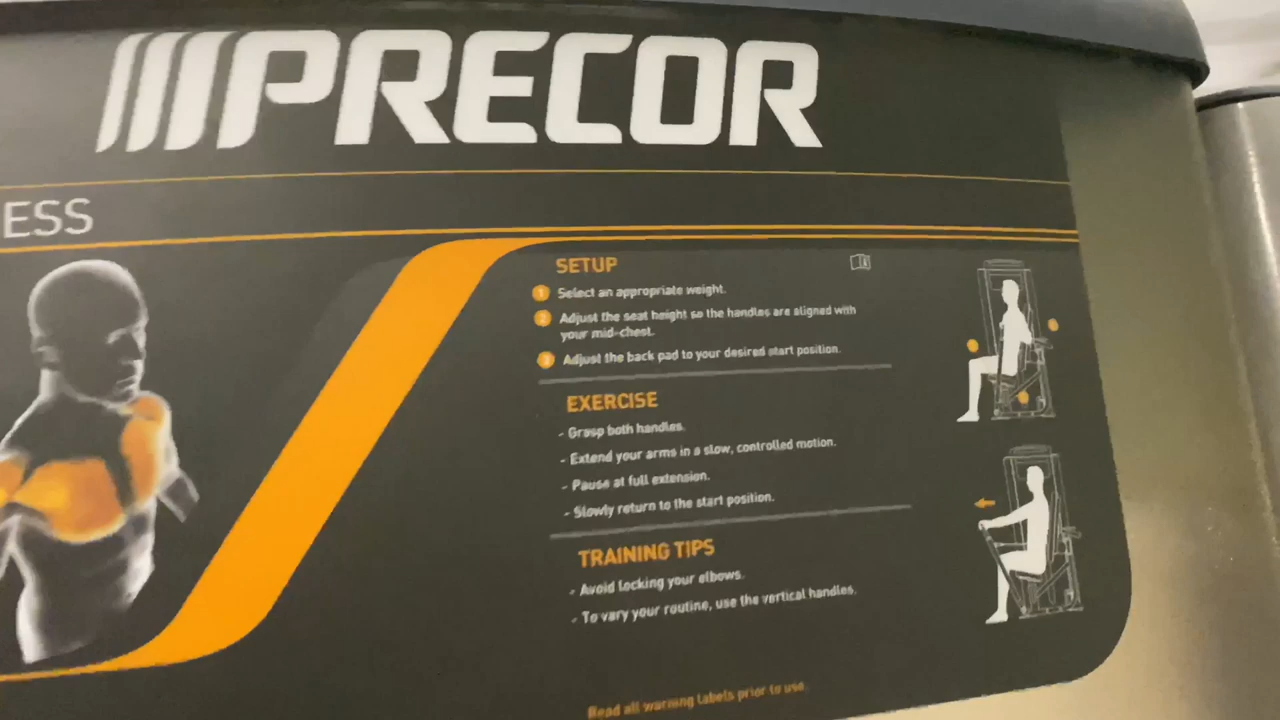 PRECOR
ESS
SETUP
1 Select an appropriate weight.
2 Adjust the seat height so the handles are aligned with
your mid-chest.
3 Adjust the back pad to your desired start position.
EXERCISE
- Grasp both handles.
- Extend your arms in a slow, controlled motion.
- Pause at full extension.
- Slowly return to the start position.
TRAINING TIPS
- Avoid locking your elbows.
- To vary your routine, use the vertical handles.
Read all warning labels prior to use.